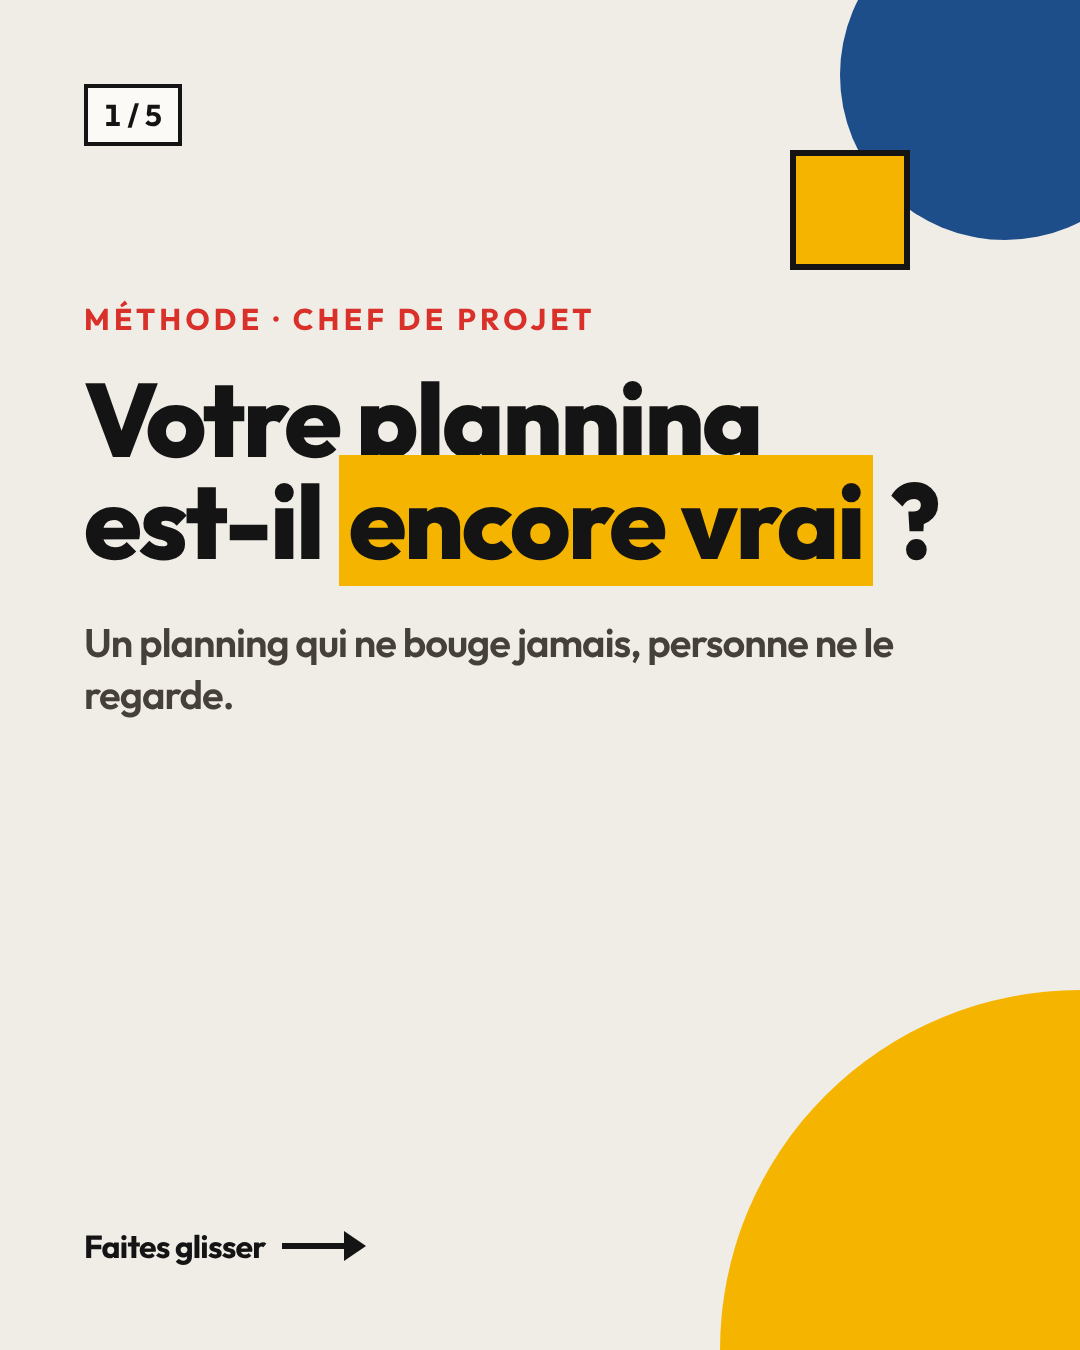 1 / 5
MÉTHODE · CHEF DE PROJET
Votre planning
est-il encore vrai ?
Un planning qui ne bouge jamais, personne ne le
regarde.
Faites glisser